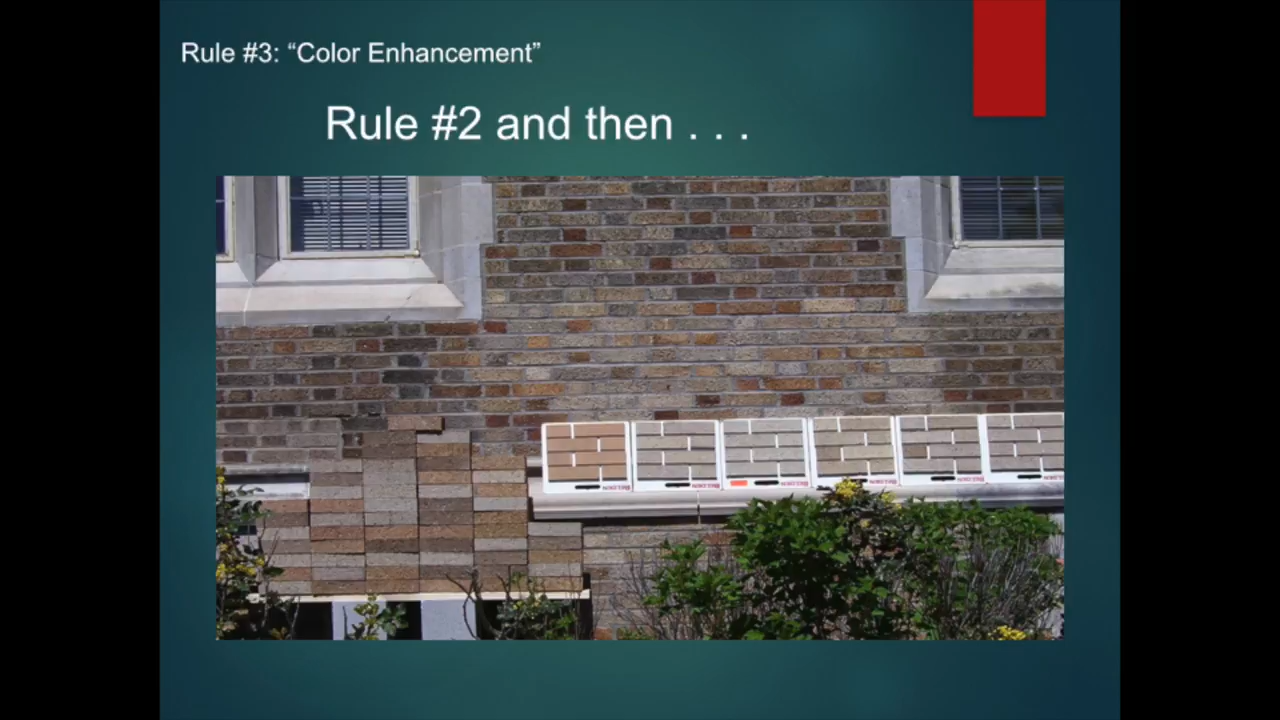 Rule #3: “Color Enhancement”
Rule #2 and then . . .